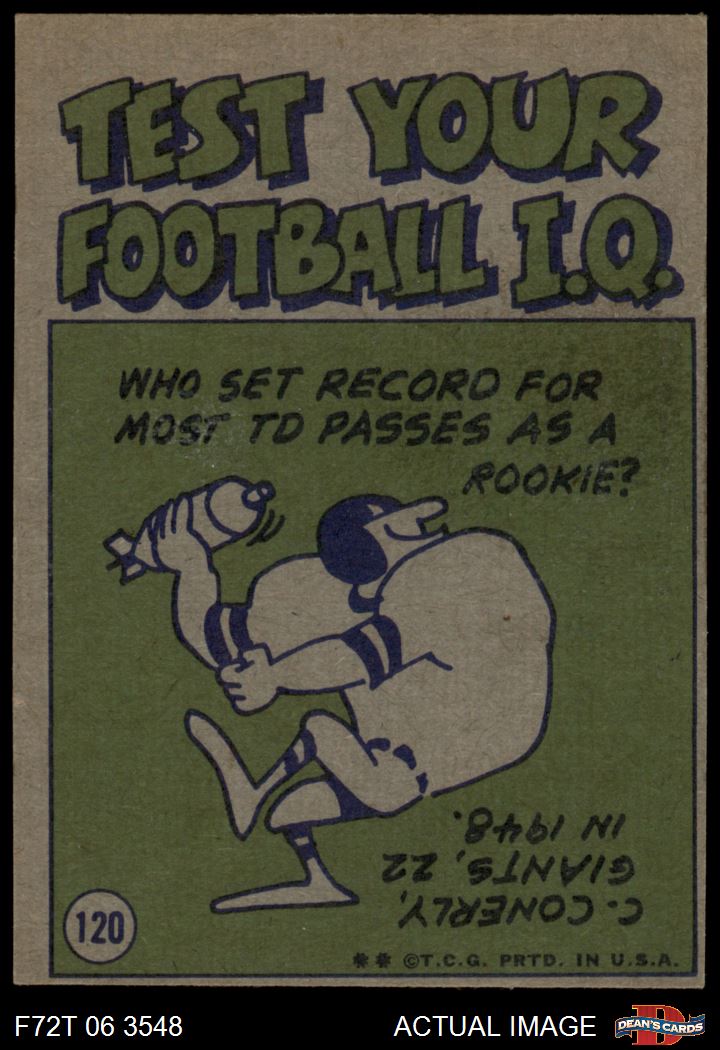 TEST YOUR
FOOTBALL I.Q.
WHO SET RECORD FOR
MOST TD PASSES AS A
ROOKIE?
C. CONERLY,
GIANTS, 22
IN 1948.
120
** ©T.C.G. PRTD. IN U.S.A.
F72T 06 3548
ACTUAL IMAGE
D
DEAN'S CARDS